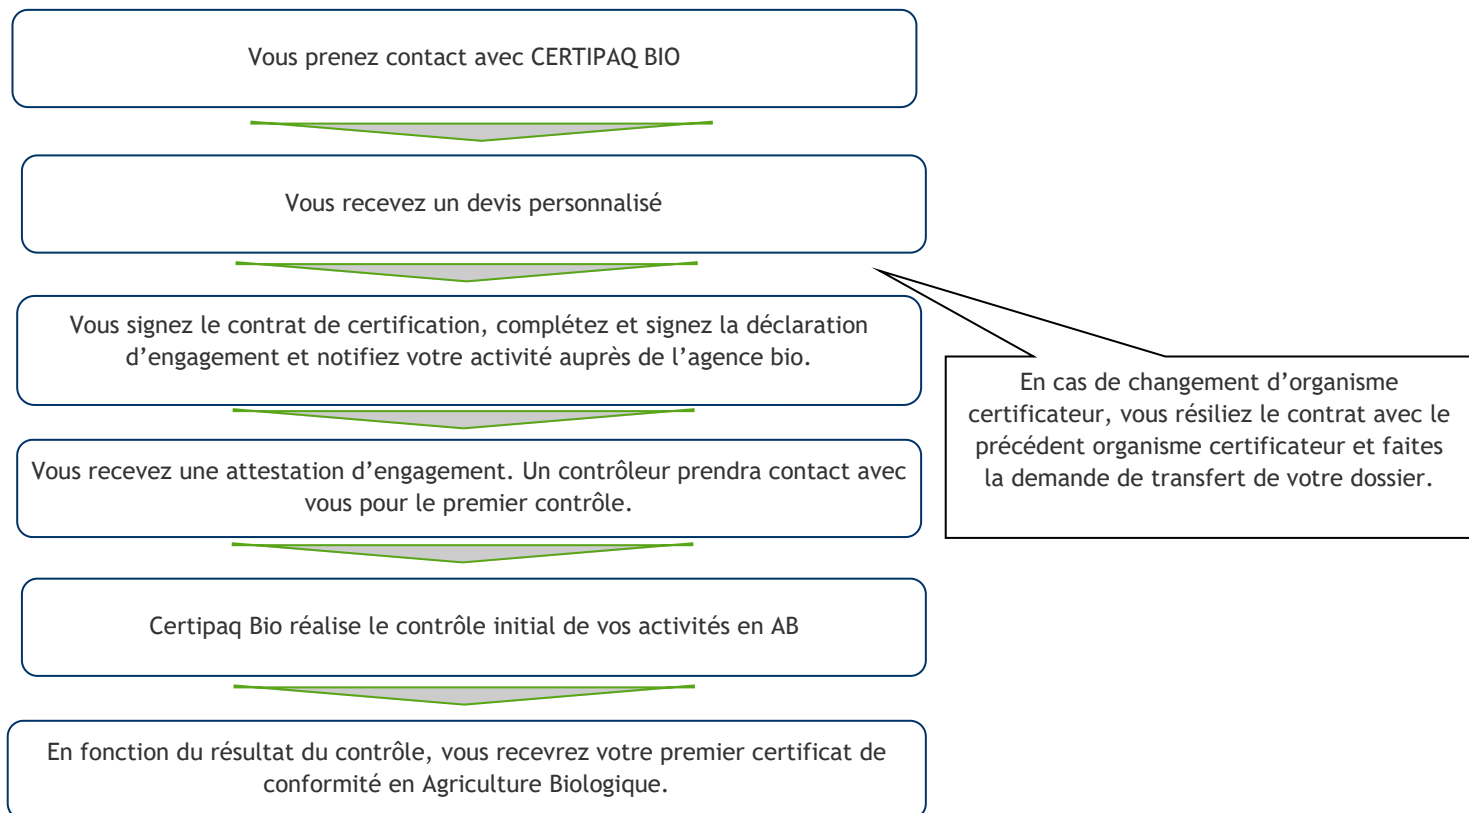 Vous prenez contact avec CERTIPAQ BIO
Vous recevez un devis personnalisé
Vous signez le contrat de certification, complétez et signez la déclaration
d’engagement et notifiez votre activité auprès de l’agence bio.
En cas de changement d’organisme
certificateur, vous résiliez le contrat avec le
précédent organisme certificateur et faites
la demande de transfert de votre dossier.
Vous recevez une attestation d’engagement. Un contrôleur prendra contact avec
vous pour le premier contrôle.
Certipaq Bio réalise le contrôle initial de vos activités en AB
En fonction du résultat du contrôle, vous recevrez votre premier certificat de
conformité en Agriculture Biologique.